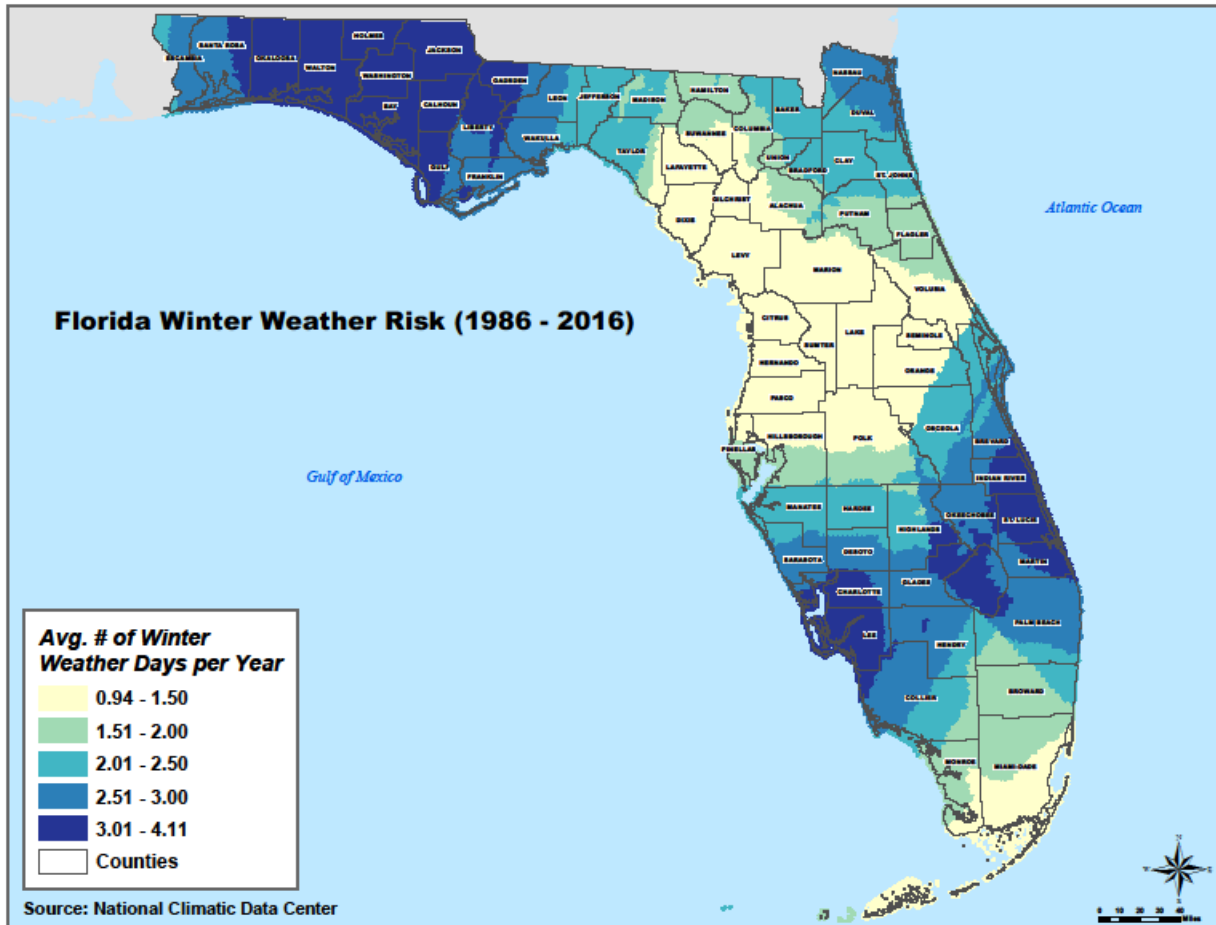 HOLMES
JACKSON
SANTA ROSA
ESCAMBIA
OKALOOSA
WALTON
WASHINGTON
GADSDEN
BAY
CALHOUN
LEON
JEFFERSON
MADISON
HAMILTON
NASSAU
LIBERTY
WAKULLA
BAKER
DUVAL
COLUMBIA
SUWANNEE
TAYLOR
GULF
FRANKLIN
LAFAYETTE
UNION
BRADFORD
CLAY
ST. JOHNS
GILCHRIST
ALACHUA
PUTNAM
DIXIE
FLAGLER
Atlantic Ocean
LEVY
MARION
VOLUSIA
Florida Winter Weather Risk (1986 - 2016)
CITRUS
SUMTER
LAKE
SEMINOLE
HERNANDO
ORANGE
PASCO
OSCEOLA
HILLSBOROUGH
POLK
PINELLAS
BREVARD
Gulf of Mexico
INDIAN RIVER
MANATEE
HARDEE
HIGHLANDS
OKEECHOBEE
ST. LUCIE
SARASOTA
DESOTO
MARTIN
GLADES
CHARLOTTE
PALM BEACH
LEE
HENDRY
COLLIER
BROWARD
MONROE
MIAMI-DADE
Avg. # of Winter
Weather Days per Year
0.94 - 1.50
1.51 - 2.00
2.01 - 2.50
2.51 - 3.00
3.01 - 4.11
Counties
Source: National Climatic Data Center
N
W
E
S
0 10 20 40
Miles